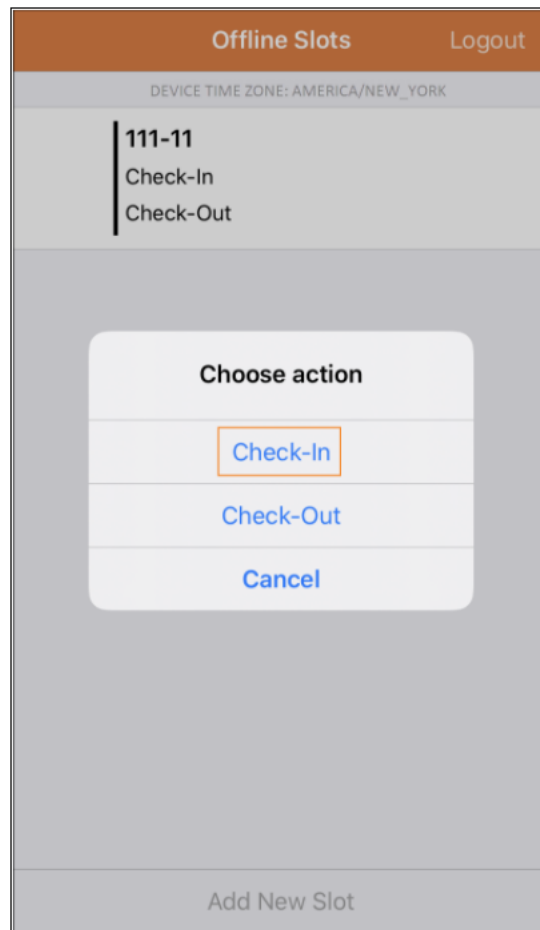 Offline Slots Logout
DEVICE TIME ZONE: AMERICA/NEW_YORK
111-11
Check-In
Check-Out
Choose action
Check-In
Check-Out
Cancel
Add New Slot